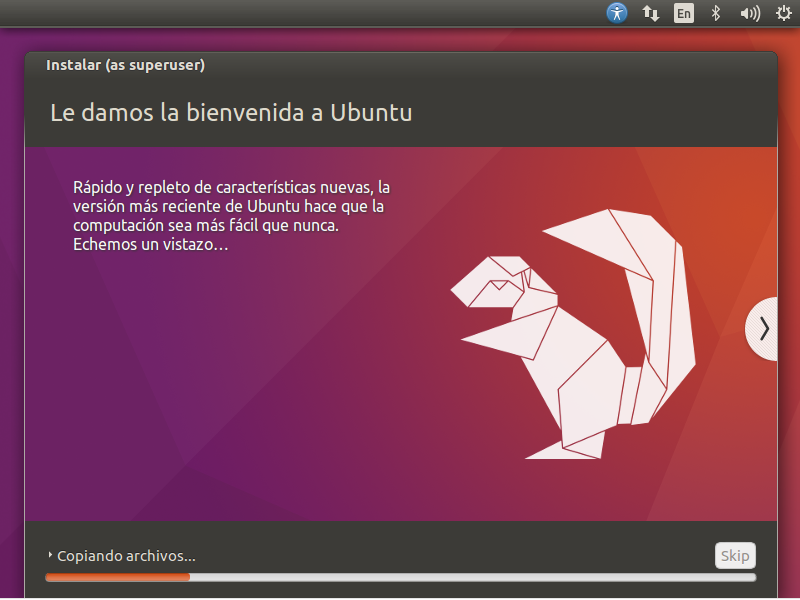 En
Instalar (as superuser)
Le damos la bienvenida a Ubuntu
Rápido y repleto de características nuevas, la
versión más reciente de Ubuntu hace que la
computación sea más fácil que nunca.
Echemos un vistazo…
Copiando archivos...
Skip